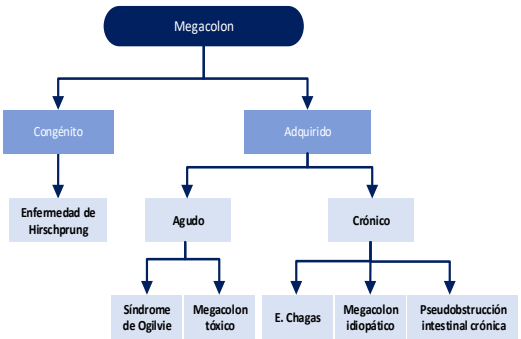 Megacolon
Congénito
Adquirido
Enfermedad de
Hirschprung
Agudo
Crónico
Síndrome
de Ogilvie
Megacolon
tóxico
E. Chagas
Megacolon
idiopático
Pseudobstrucción
intestinal crónica